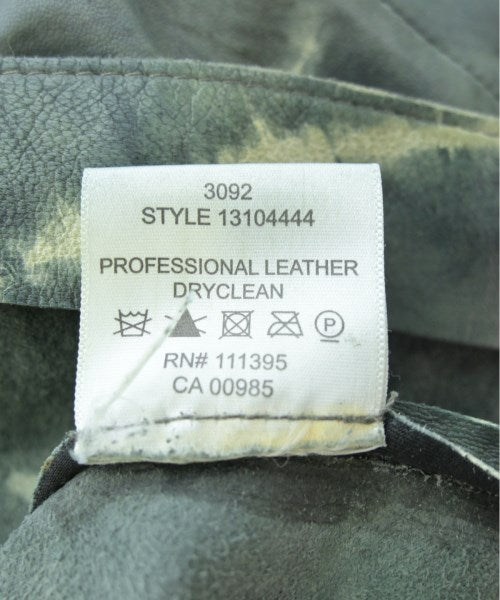 3092
STYLE 13104444
PROFESSIONAL LEATHER
DRYCLEAN
P
RN# 111395
CA 00985